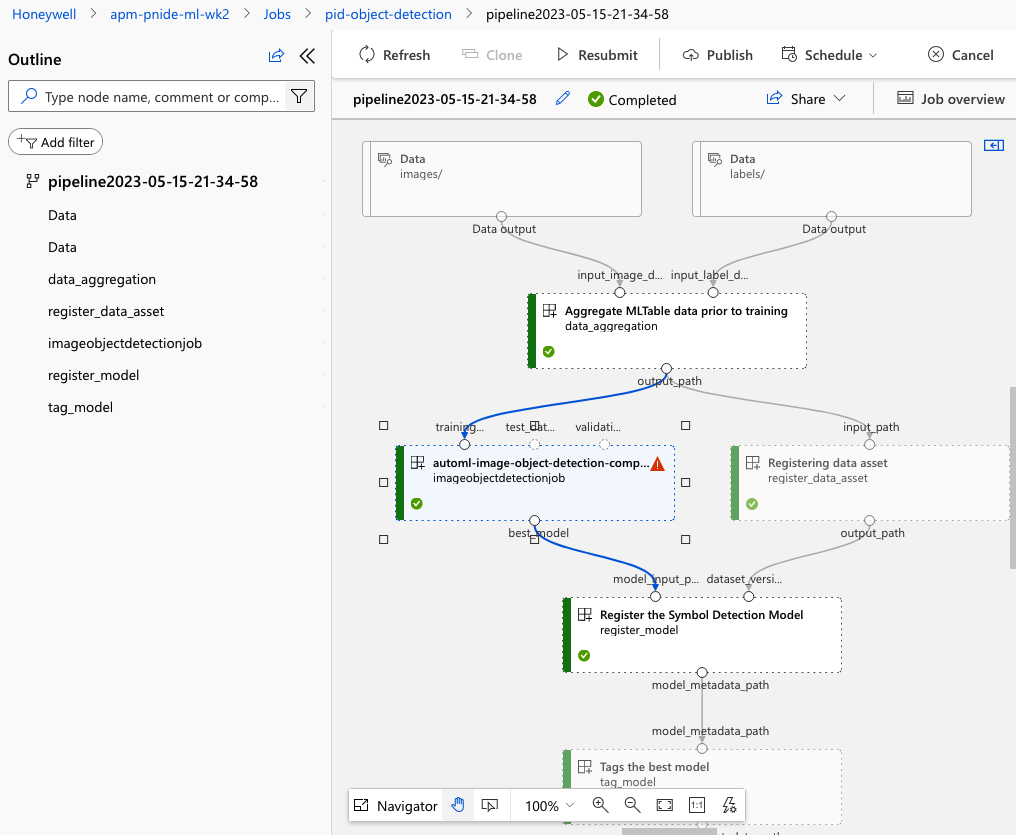 Honeywell > apm-pnide-ml-wk2 > Jobs > pid-object-detection > pipeline2023-05-15-21-34-58
Outline
Type node name, comment or comp...
Add filter
pipeline2023-05-15-21-34-58
Data
Data
data_aggregation
register_data_asset
imageobjectdetectionjob
register_model
tag_model
Refresh Clone Resubmit Publish Schedule Cancel
pipeline2023-05-15-21-34-58 Completed Share Job overview
Data
images/
Data output
Data
labels/
Data output
input_image_d... input_label_d...
Aggregate MLTable data prior to training
data_aggregation
output_path
training... test_dat... validati...
automl-image-object-detection-comp...
imageobjectdetectionjob
best_model
input_path
Registering data asset
register_data_asset
output_path
model_input_p... dataset_versi...
Register the Symbol Detection Model
register_model
model_metadata_path
model_metadata_path
Tags the best model
tag_model
Navigator 100% 1:1